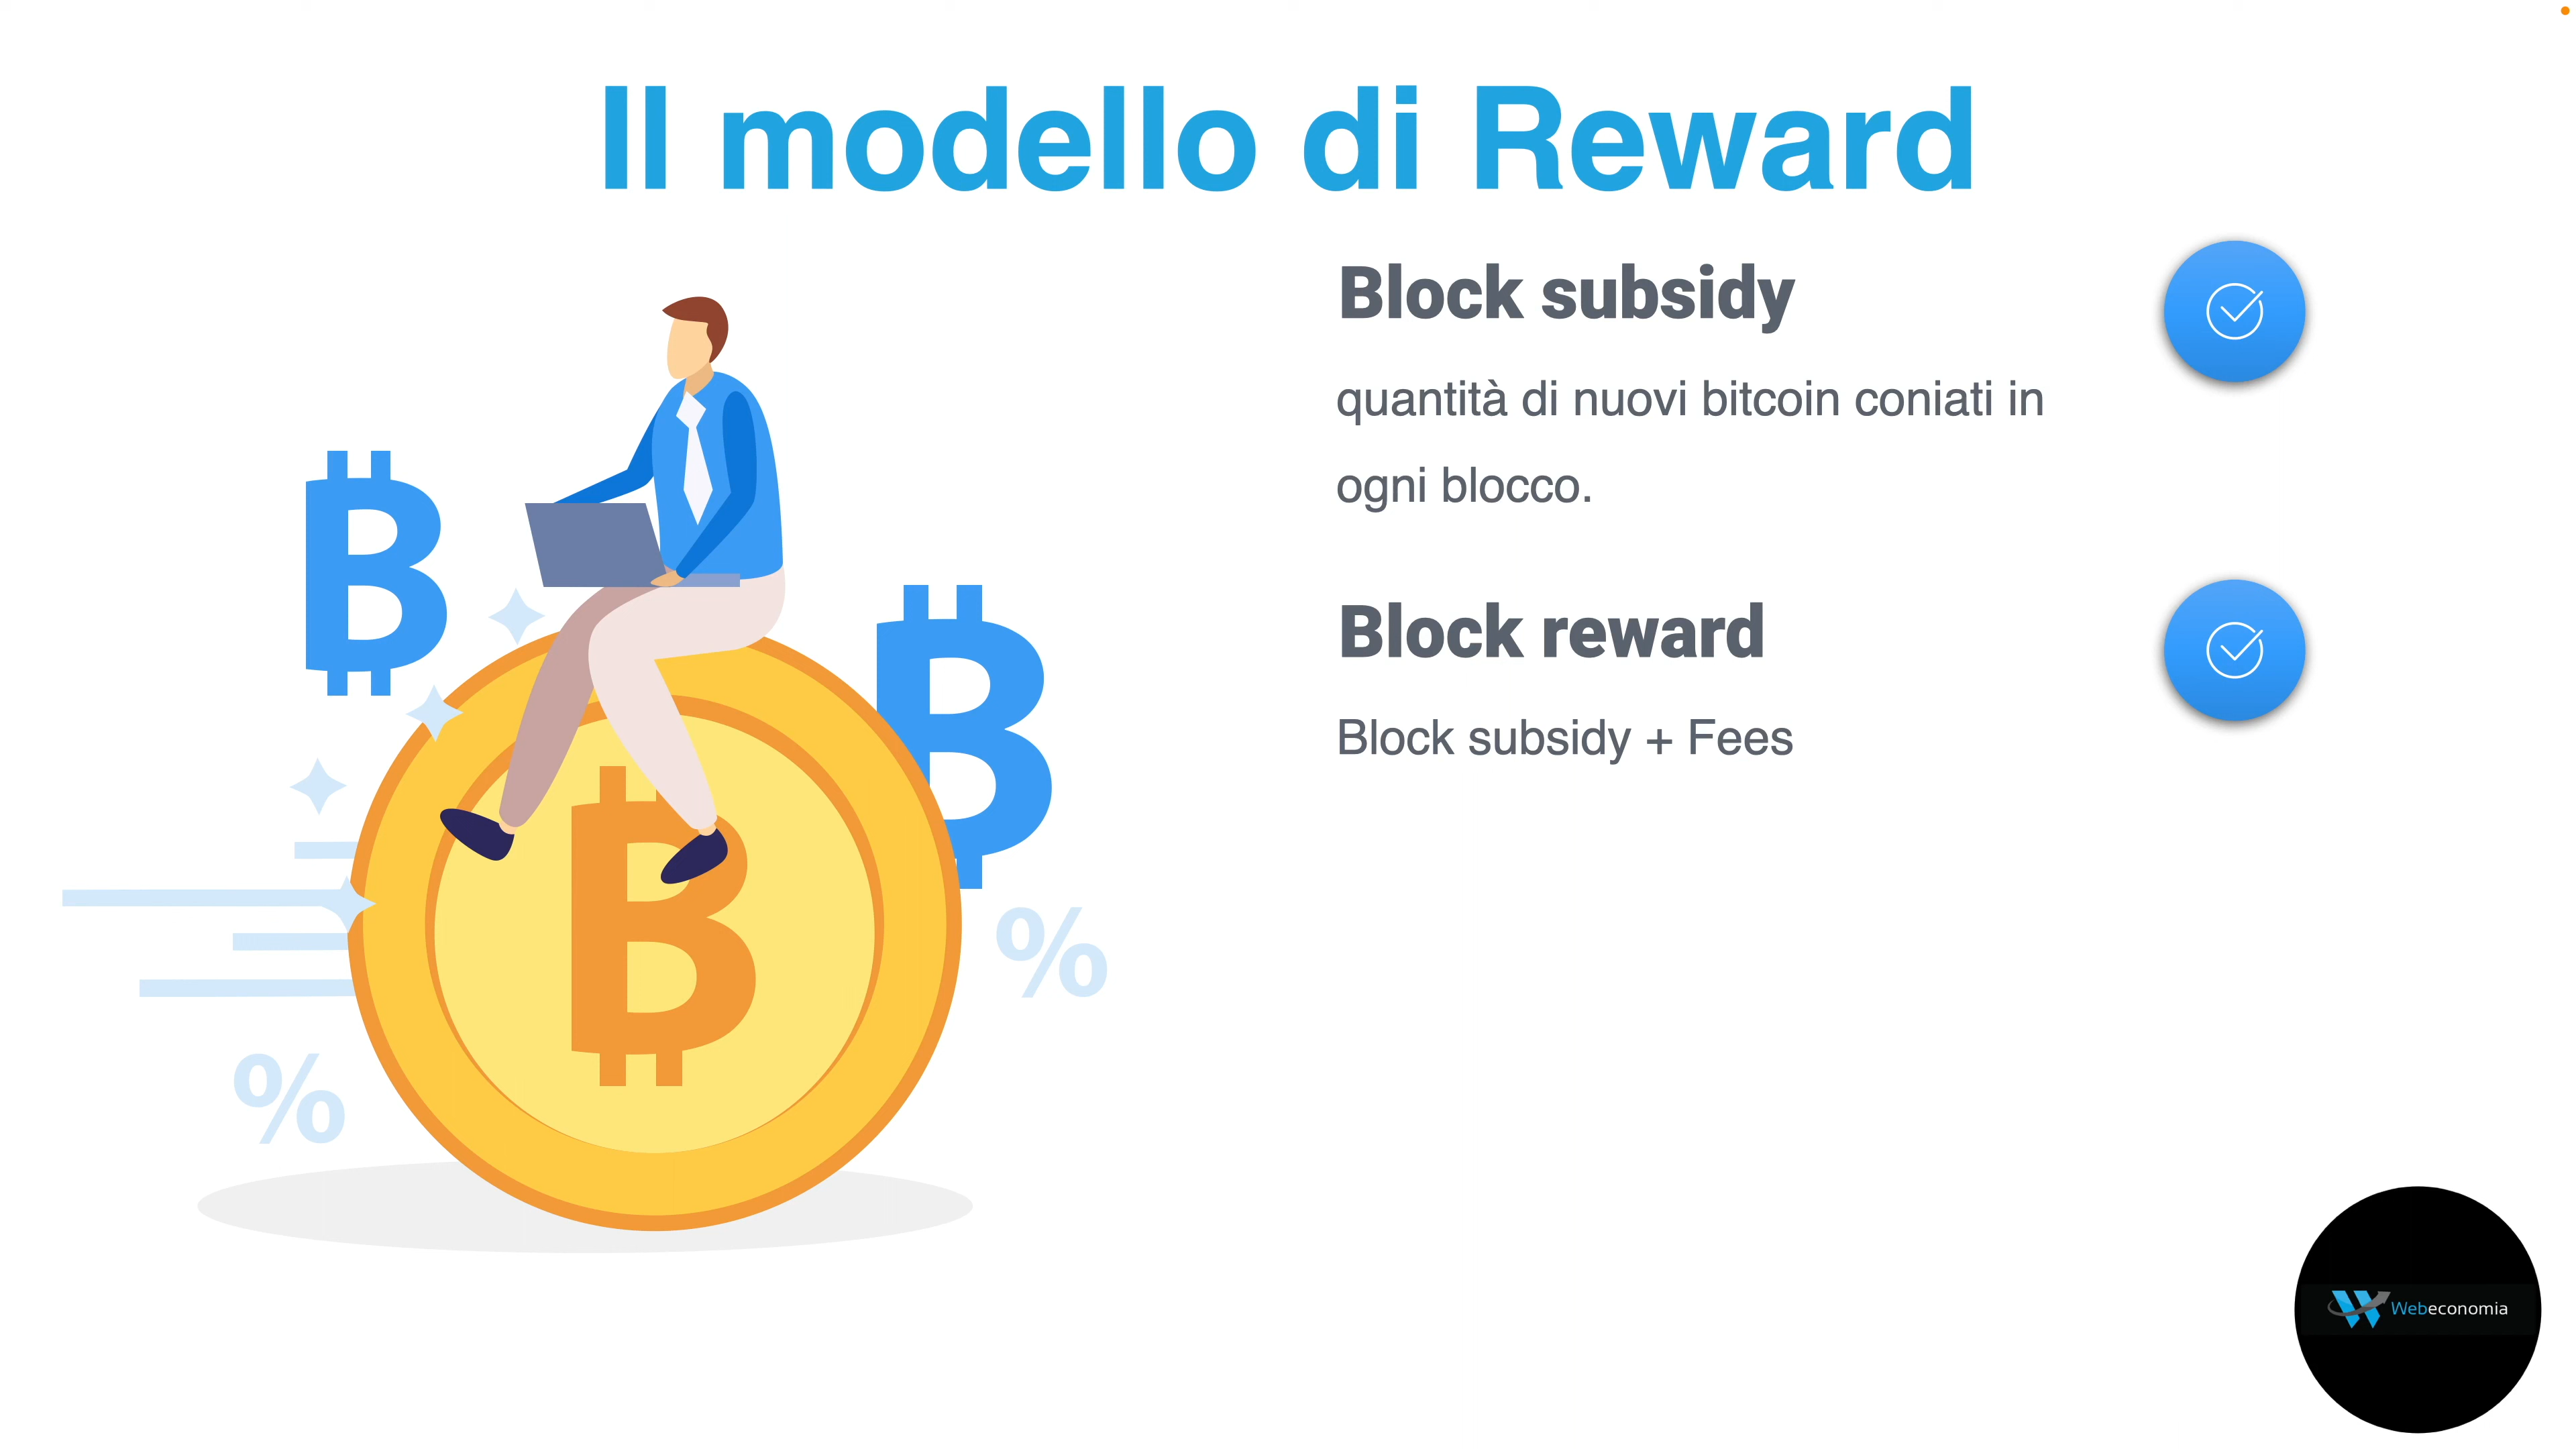 Il modello di Reward
Block subsidy
quantità di nuovi bitcoin coniati in
ogni blocco.
Block reward
Block subsidy + Fees
%
%
Webeconomia